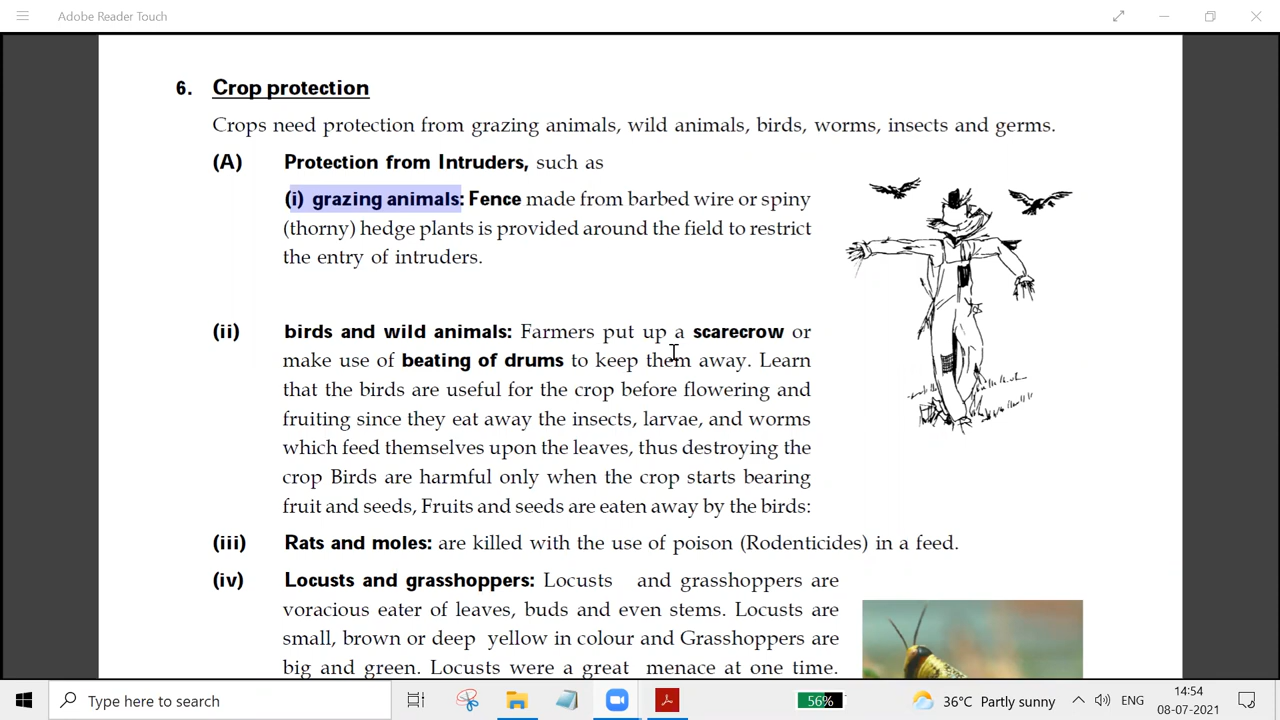 Adobe Reader Touch
6. Crop protection
Crops need protection from grazing animals, wild animals, birds, worms, insects and germs.
(A) Protection from Intruders, such as
(i) grazing animals: Fence made from barbed wire or spiny
(thorny) hedge plants is provided around the field to restrict
the entry of intruders.
(ii) birds and wild animals: Farmers put up a scarecrow or
make use of beating of drums to keep them away. Learn
that the birds are useful for the crop before flowering and
fruiting since they eat away the insects, larvae, and worms
which feed themselves upon the leaves, thus destroying the
crop Birds are harmful only when the crop starts bearing
fruit and seeds, Fruits and seeds are eaten away by the birds:
(iii) Rats and moles: are killed with the use of poison (Rodenticides) in a feed.
(iv) Locusts and grasshoppers: Locusts and grasshoppers are
voracious eater of leaves, buds and even stems. Locusts are
small, brown or deep yellow in colour and Grasshoppers are
big and green. Locusts were a great menace at one time.
Type here to search
56%
36°C Partly sunny
ENG
14:54
08-07-2021